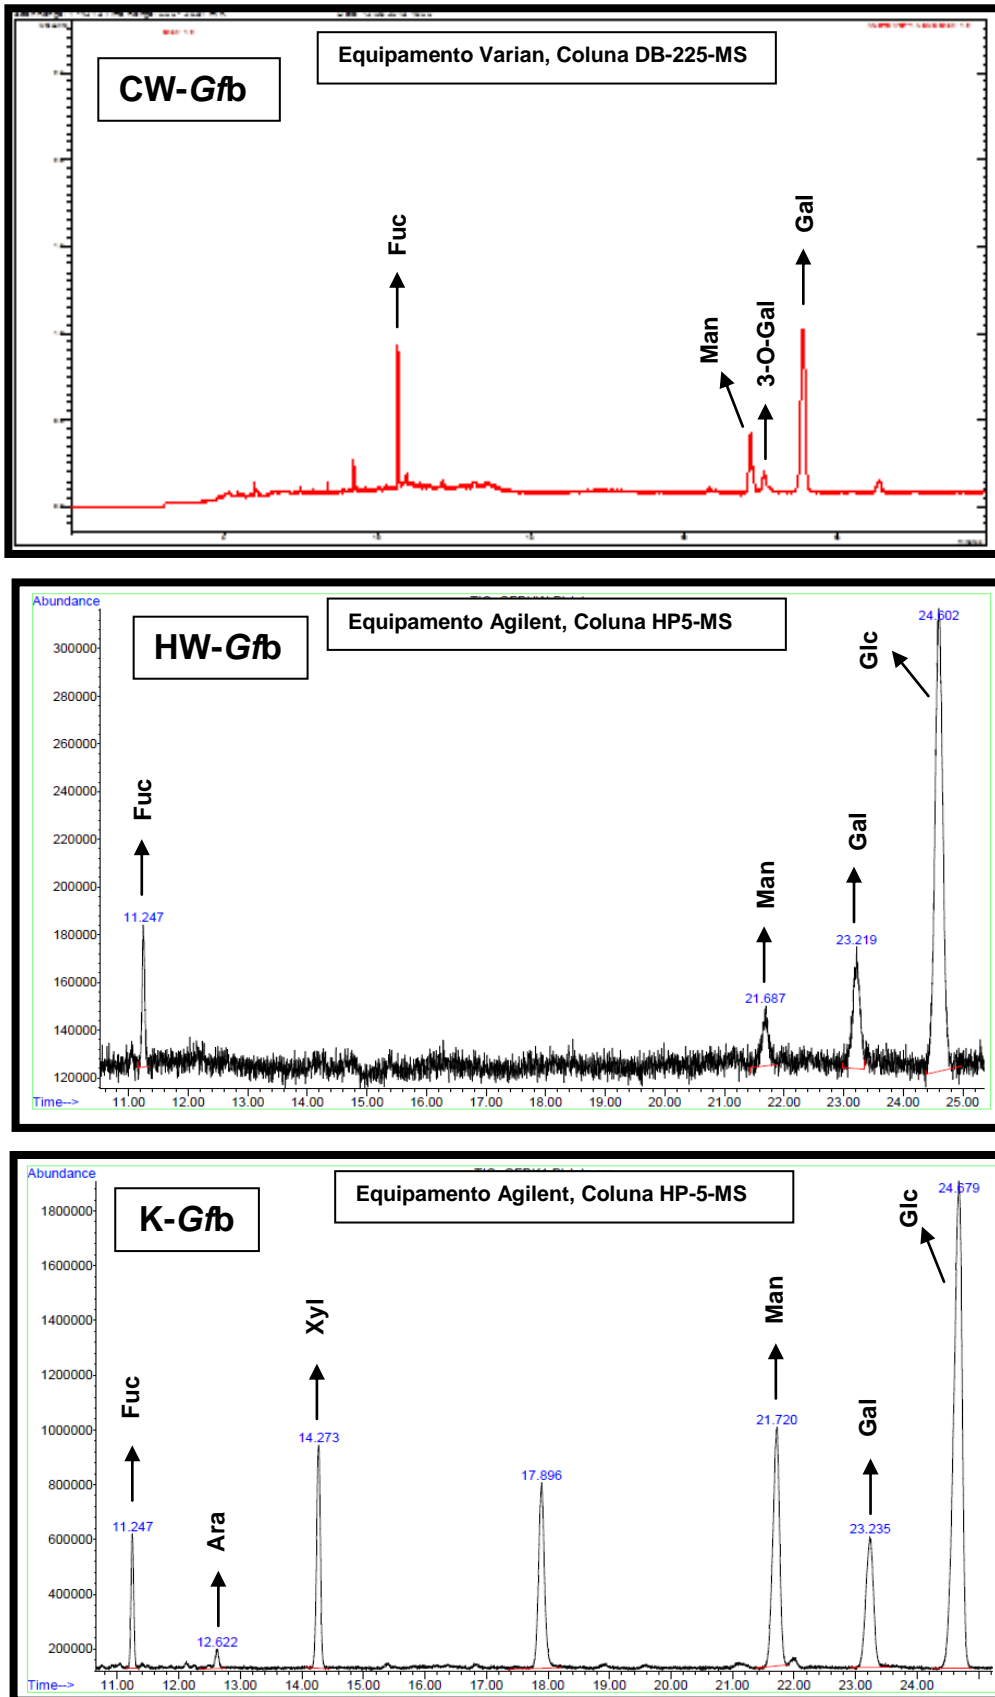 Equipamento Varian, Coluna DB-225-MS
CW-Gfb
Fuc
Man
3-O-Gal
Gal
Abundance
Equipamento Agilent, Coluna HP5-MS
HW-Gfb
24.602
Glc
Fuc
11.247
Man
21.687
Gal
23.219
300000
280000
260000
240000
220000
200000
180000
160000
140000
120000
Time-->
11.00 12.00 13.00 14.00 15.00 16.00 17.00 18.00 19.00 20.00 21.00 22.00 23.00 24.00 25.00
Abundance
Equipamento Agilent, Coluna HP-5-MS
K-Gfb
24.679
Glc
Fuc
11.247
Ara
12.622
Xyl
14.273
17.896
Man
21.720
Gal
23.235
1800000
1600000
1400000
1200000
1000000
800000
600000
400000
200000
Time-->
11.00 12.00 13.00 14.00 15.00 16.00 17.00 18.00 19.00 20.00 21.00 22.00 23.00 24.00